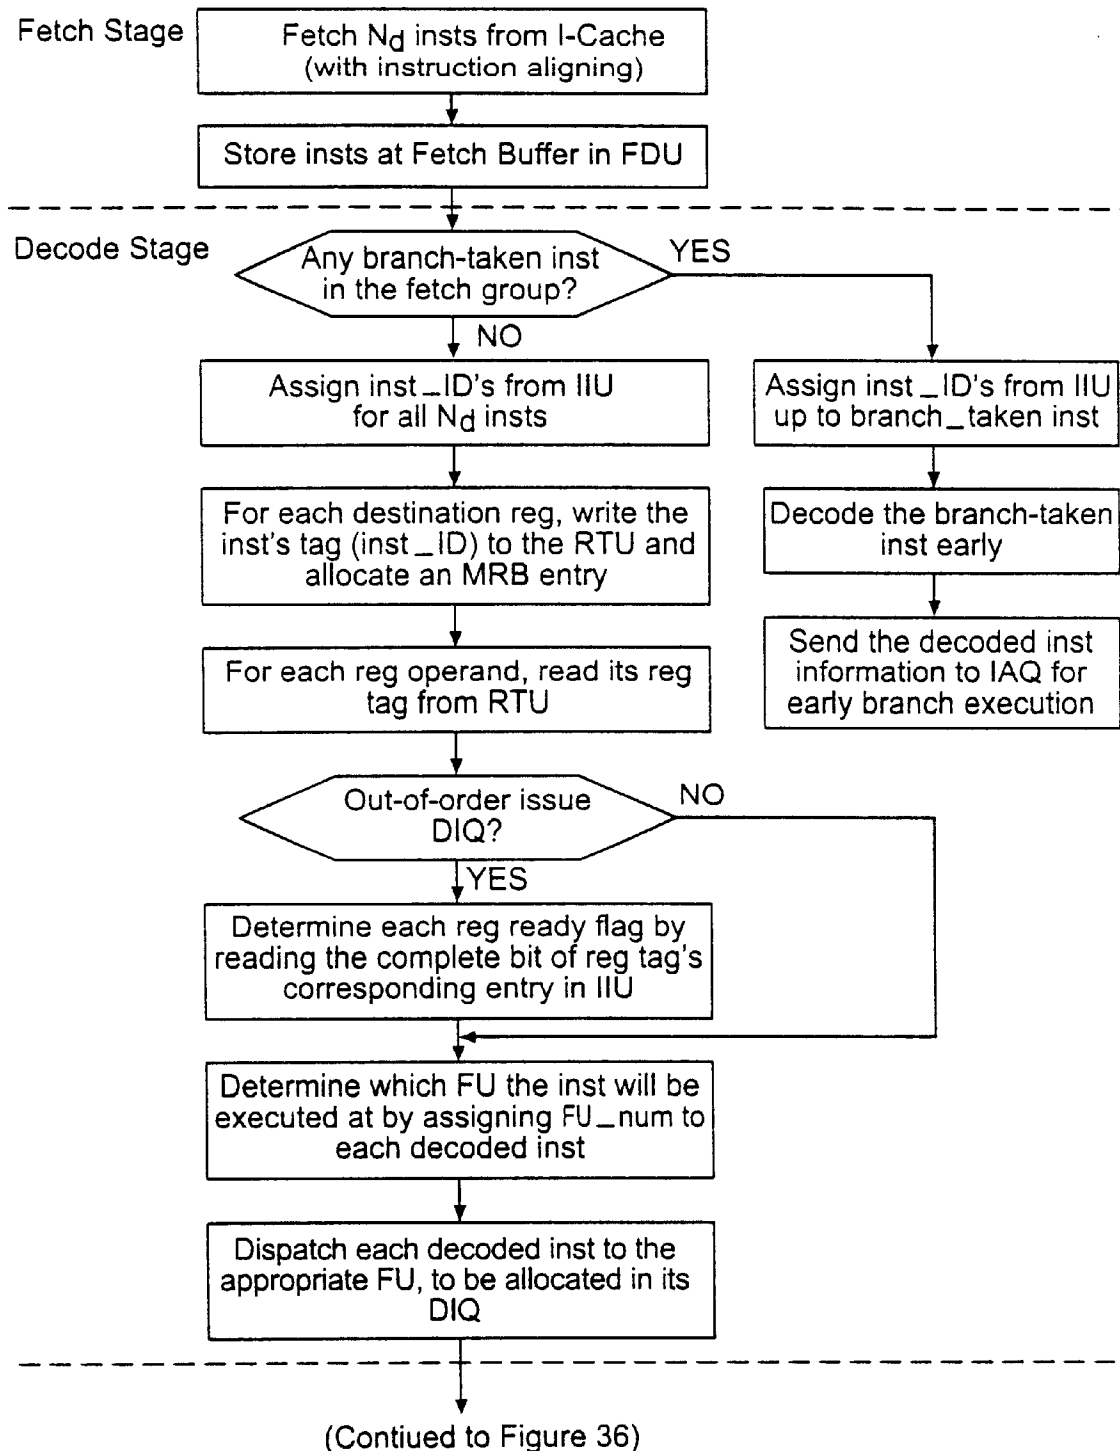 Fetch Stage
Fetch Nd insts from I-Cache
(with instruction aligning)
Store insts at Fetch Buffer in FDU
Decode Stage
Any branch-taken inst
in the fetch group?
YES
NO
Assign inst_ID's from IIU
for all Nd insts
Assign inst_ID's from IIU
up to branch_taken inst
For each destination reg, write the
inst's tag (inst_ID) to the RTU and
allocate an MRB entry
Decode the branch-taken
inst early
For each reg operand, read its reg
tag from RTU
Send the decoded inst
information to IAQ for
early branch execution
Out-of-order issue
DIQ?
NO
YES
Determine each reg ready flag by
reading the complete bit of reg tag's
corresponding entry in IIU
Determine which FU the inst will be
executed at by assigning FU_num to
each decoded inst
Dispatch each decoded inst to the
appropriate FU, to be allocated in its
DIQ
(Contiued to Figure 36)